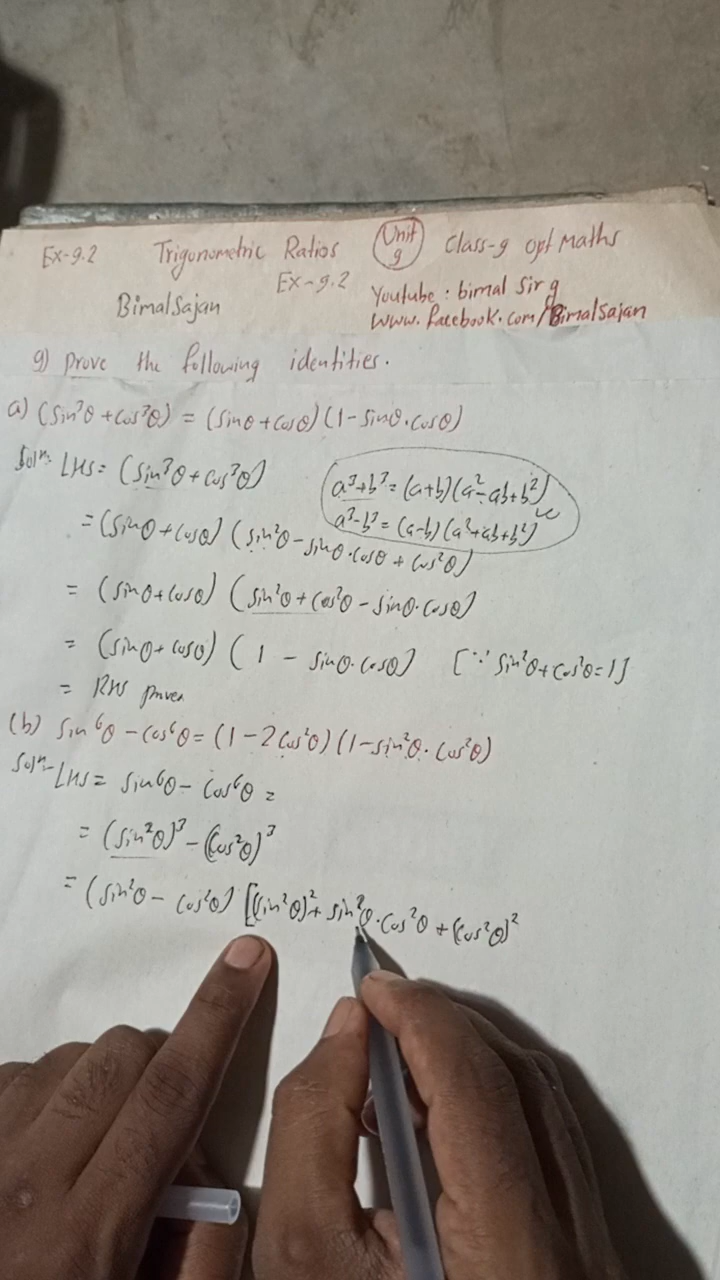 Ex-9.2 Trigonometric Ratios Unit 9 Class-9 opt Maths
Ex-9.2
BimalSajan
Youtube : bimal Sir g
www.facebook.com/Bimalsajan
9) Prove the following identities.
a) (sin³θ + cos³θ) = (sinθ + cosθ) (1 - sinθ.cosθ)
Solⁿ: LHS = (sin³θ + cos³θ)
a³+b³ = (a+b)(a²-ab+b²)
a³-b³ = (a-b)(a²+ab+b²)
= (sinθ + cosθ) (sin²θ - sinθ.cosθ + cos²θ)
= (sinθ + cosθ) (sin²θ + cos²θ - sinθ.cosθ)
= (sinθ + cosθ) (1 - sinθ.cosθ) [∵ sin²θ + cos²θ = 1]
= RHS proven
(b) sin⁶θ - cos⁶θ = (1 - 2cos²θ) (1 - sin²θ.cos²θ)
Solⁿ- LHS = sin⁶θ - cos⁶θ =
= (sin²θ)³ - (cos²θ)³
= (sin²θ - cos²θ) [(sin²θ)² + sin²θ.cos²θ + (cos²θ)²